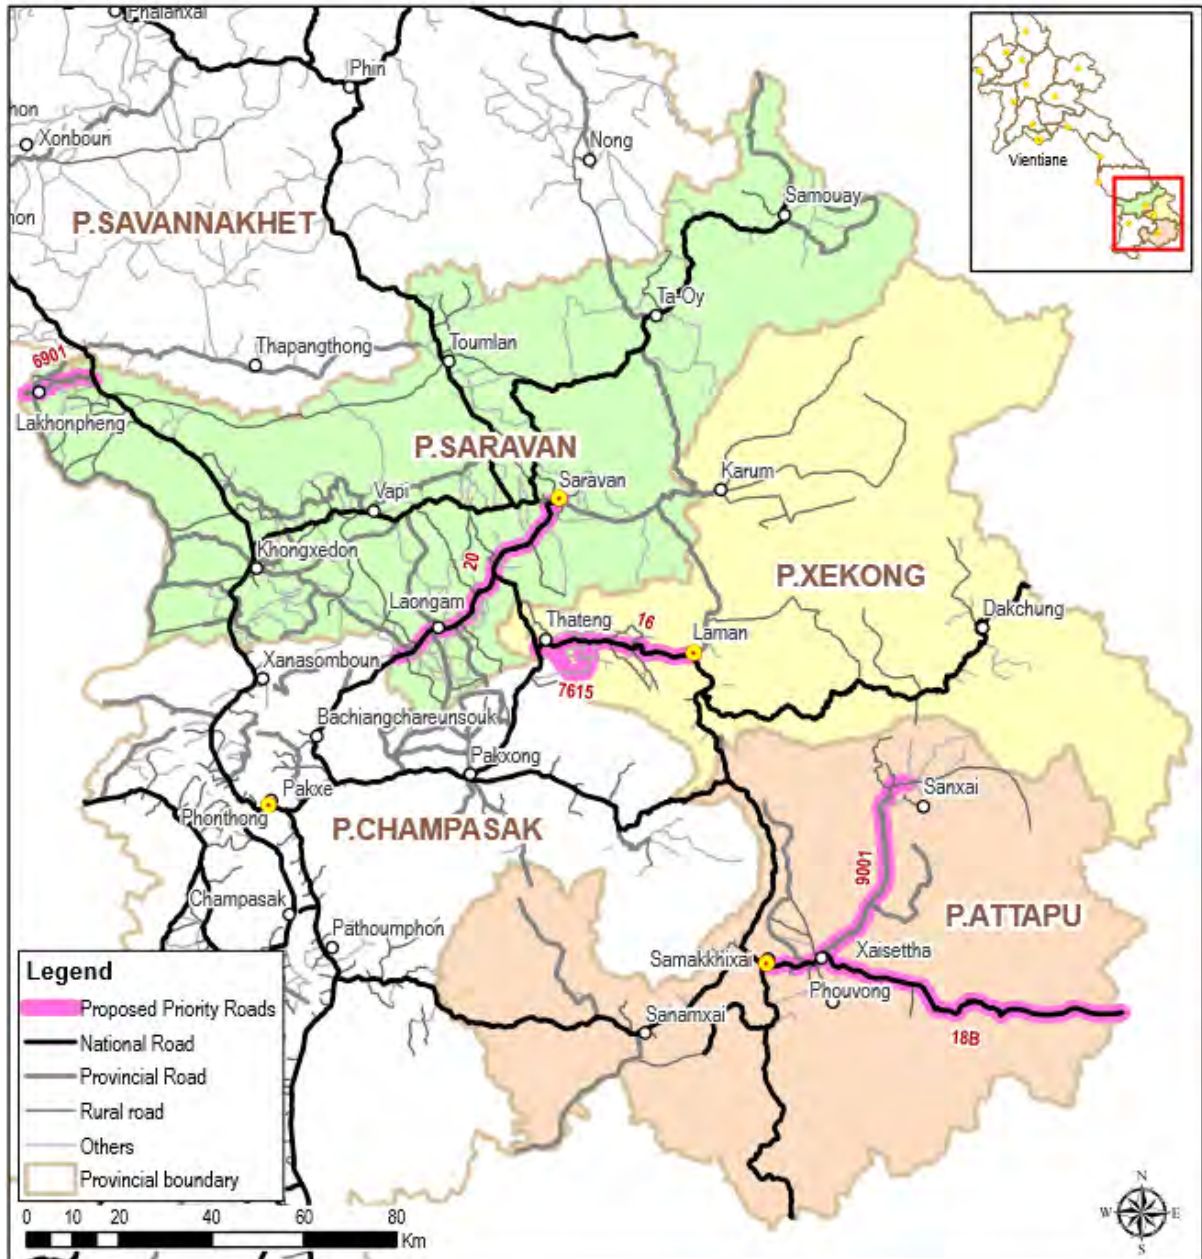 Phalanxai
Phin
non
Xonbouri
Nong
Vientiane
Samouay
non
P.SAVANNAKHET
Ta-Oy
Thapangthong
Toumlan
6901
Lakhonpheng
P.SARAVAN
Saravan
Karum
Vapi
Khongxedon
20
P.XEKONG
Laongam
Thateng
16
Laman
Dakchung
Xanasomboun
7615
Bachiangchareunsouk
Pakxong
Sanxai
Pakxe
Phonthong
P.CHAMPASAK
9001
Champasak
P.ATTAPU
Pathoumphon
Samakkhixai
Xaisettha
Phouvong
Sanamxai
18B
Legend
Proposed Priority Roads
National Road
Provincial Road
Rural road
Others
Provincial boundary
0 10 20 40 60 80
Km
N
W E
S